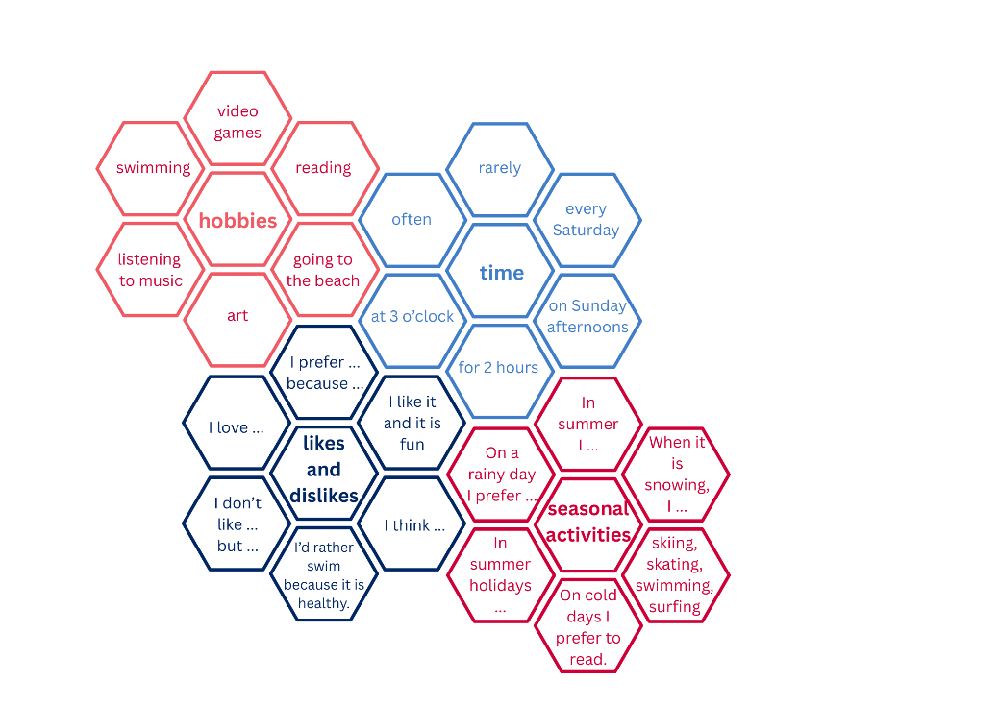 video
games
swimming
reading
hobbies
listening
to music
going to
the beach
art
rarely
often
every
Saturday
time
at 3 o'clock
on Sunday
afternoons
for 2 hours
I prefer ...
because ...
I love ...
I like it
and it is
fun
likes
and
dislikes
I don't
like ...
but ...
I think ...
I'd rather
swim
because it is
healthy.
In
summer
I ...
On a
rainy day
I prefer ...
When it
is
snowing,
I ...
seasonal
activities
In
summer
holidays
...
skiing,
skating,
swimming,
surfing
On cold
days I
prefer to
read.